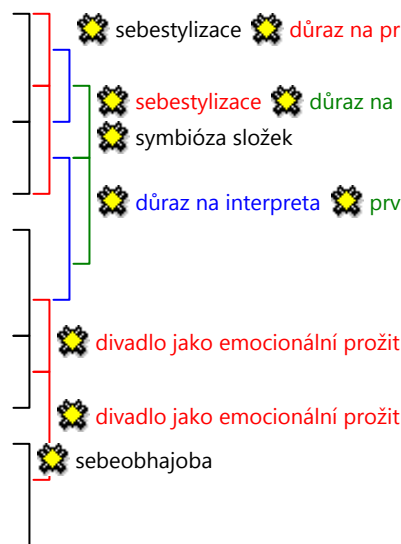 sebestylizace důraz na pr
sebestylizace důraz na
symbióza složek
důraz na interpreta prv
divadlo jako emocionální prožit
divadlo jako emocionální prožit
sebeobhajoba